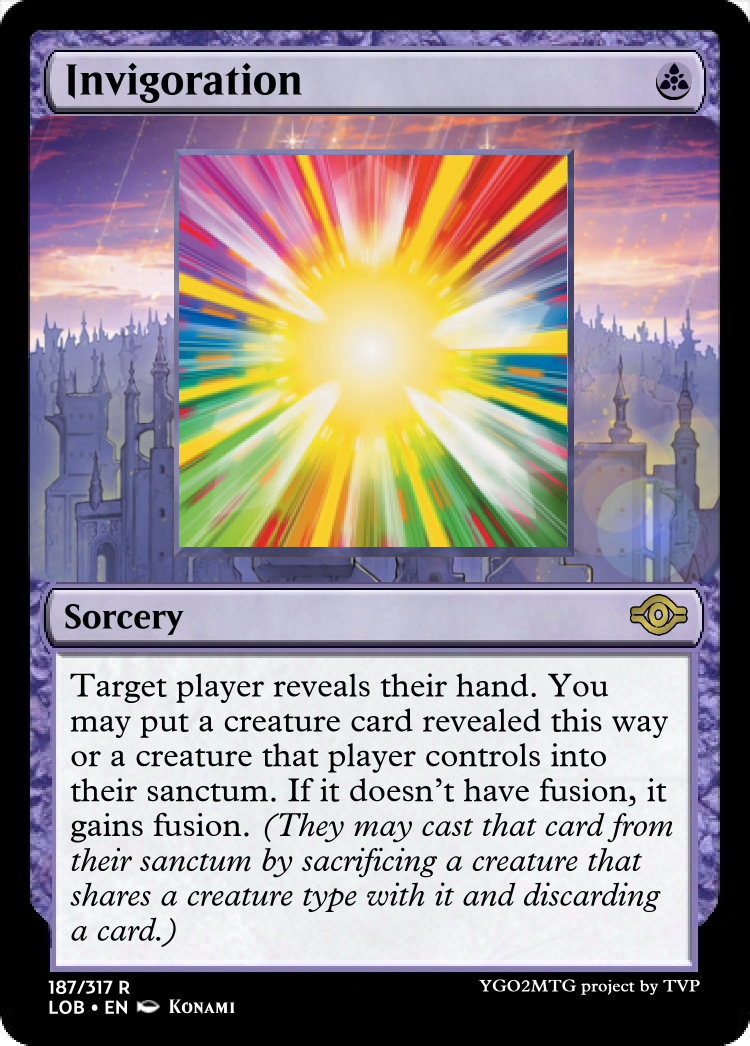 Invigoration
Sorcery
Target player reveals their hand. You
may put a creature card revealed this way
or a creature that player controls into
their sanctum. If it doesn't have fusion, it
gains fusion. (They may cast that card from
their sanctum by sacrificing a creature that
shares a creature type with it and discarding
a card.)
187/317 R
YGO2MTG project by TVP
LOB • EN Konami